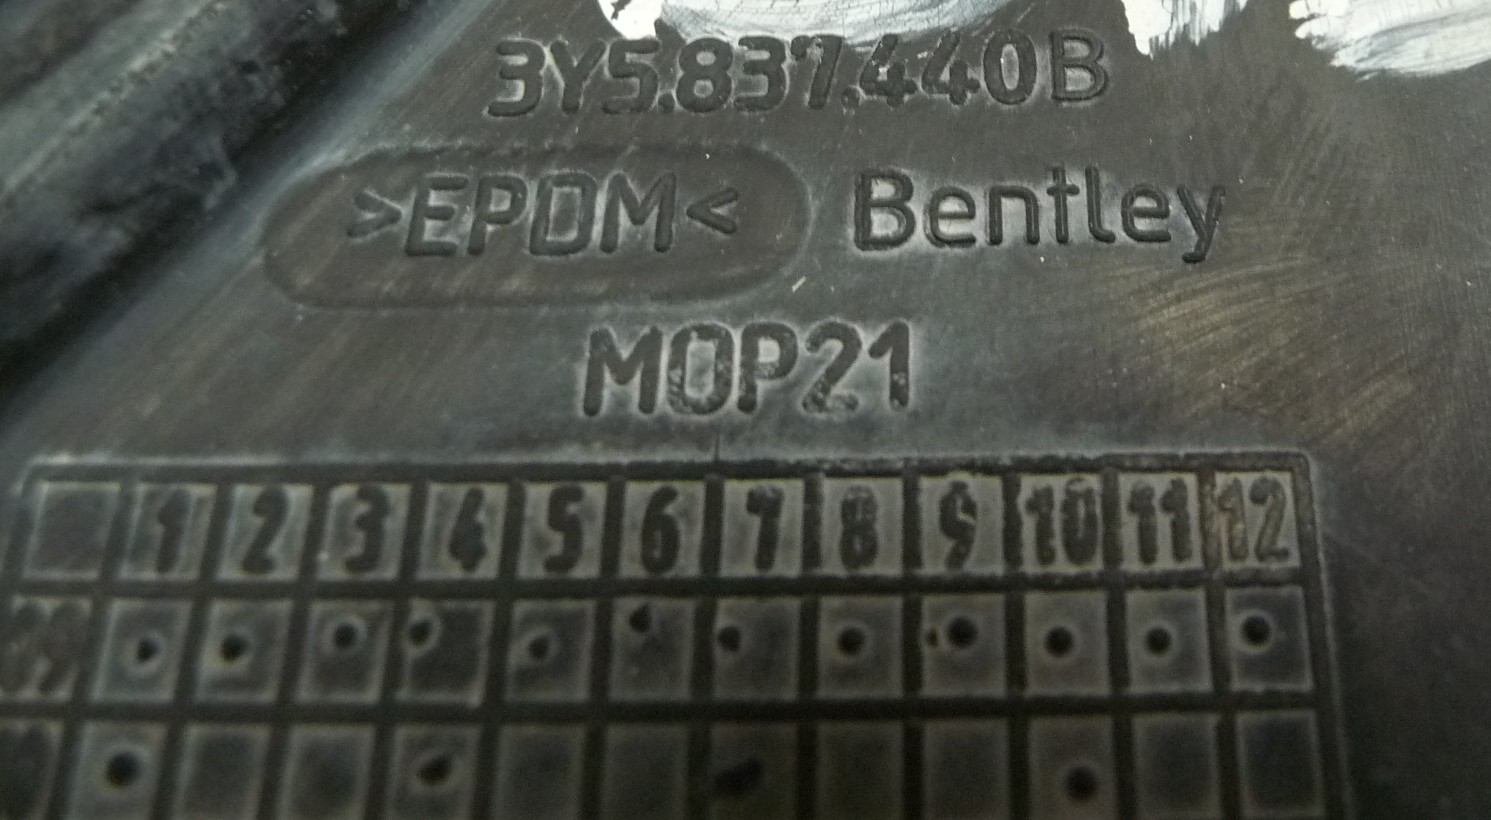 3Y5.837.440B
>EPDM< Bentley
MOP21
1 2 3 4 5 6 7 8 9 10 11 12